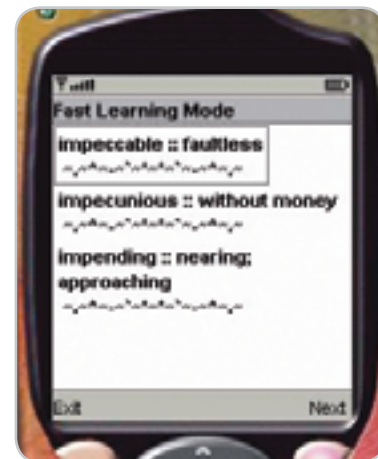 Fast Learning Mode
impeccable :: faultless
impecunious :: without money
impending :: nearing;
approaching
Exit
Next